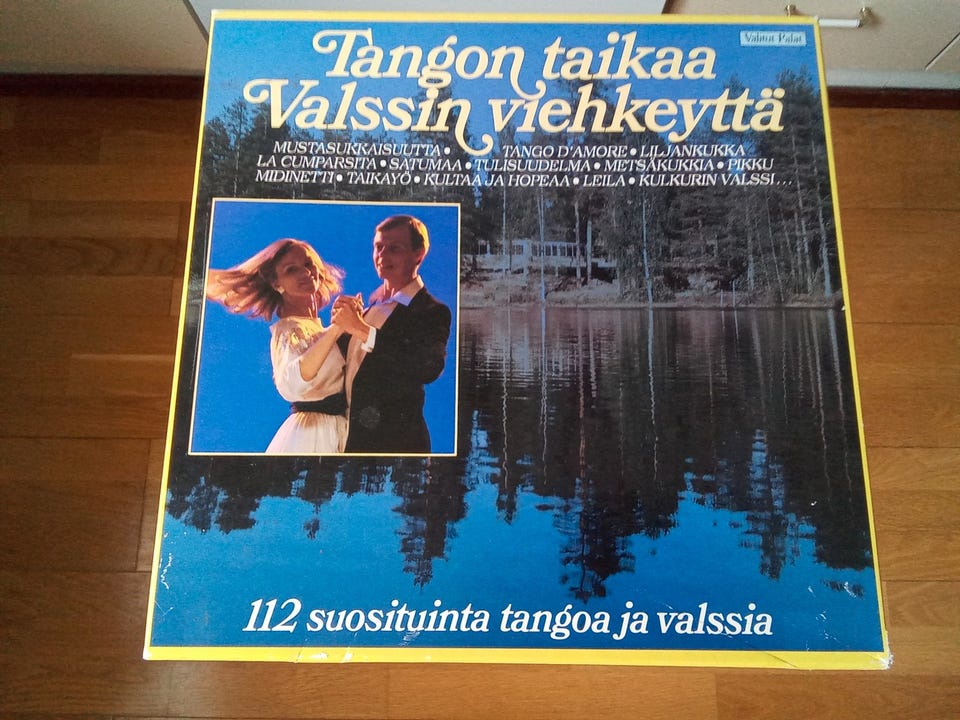 Valitut Palat
Tangon taikaa
Valssin viehkeyttä
MUSTASUKKAISUUTTA • TANGO D'AMORE • LILJANKUKKA
LA CUMPARSITA • SATUMAA • TULISUUDELMA • METSÄKUKKIA • PIKKU
MIDINETTI • TAIKAYÖ • KULTAA JA HOPEAA • LEILA • KULKURIN VALSSI...
112 suosituinta tangoa ja valssia